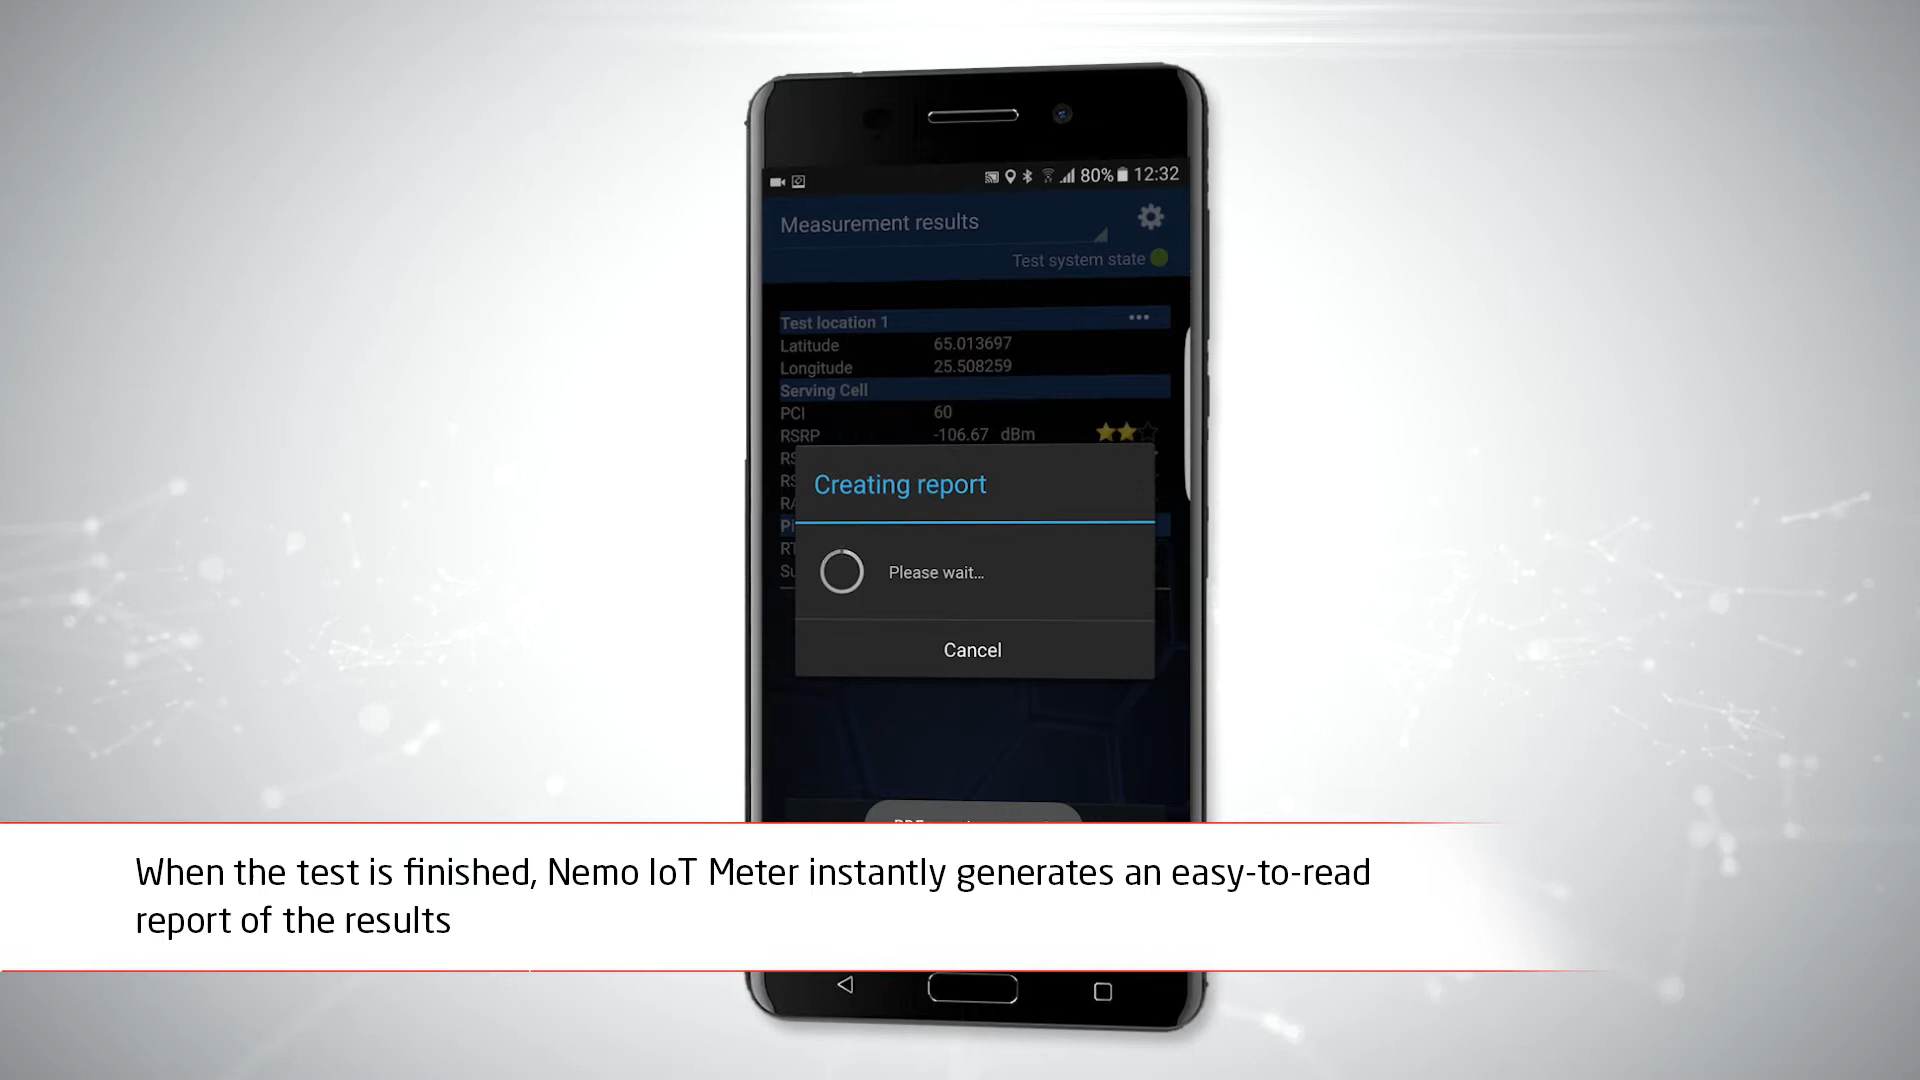 80% 12:32
Measurement results
Test system state
Test location 1
Latitude 65.013697
Longitude 25.508259
Serving Cell
PCI 60
RSRP -106.67 dBm
Creating report
Please wait...
Cancel
When the test is finished, Nemo IoT Meter instantly generates an easy-to-read
report of the results